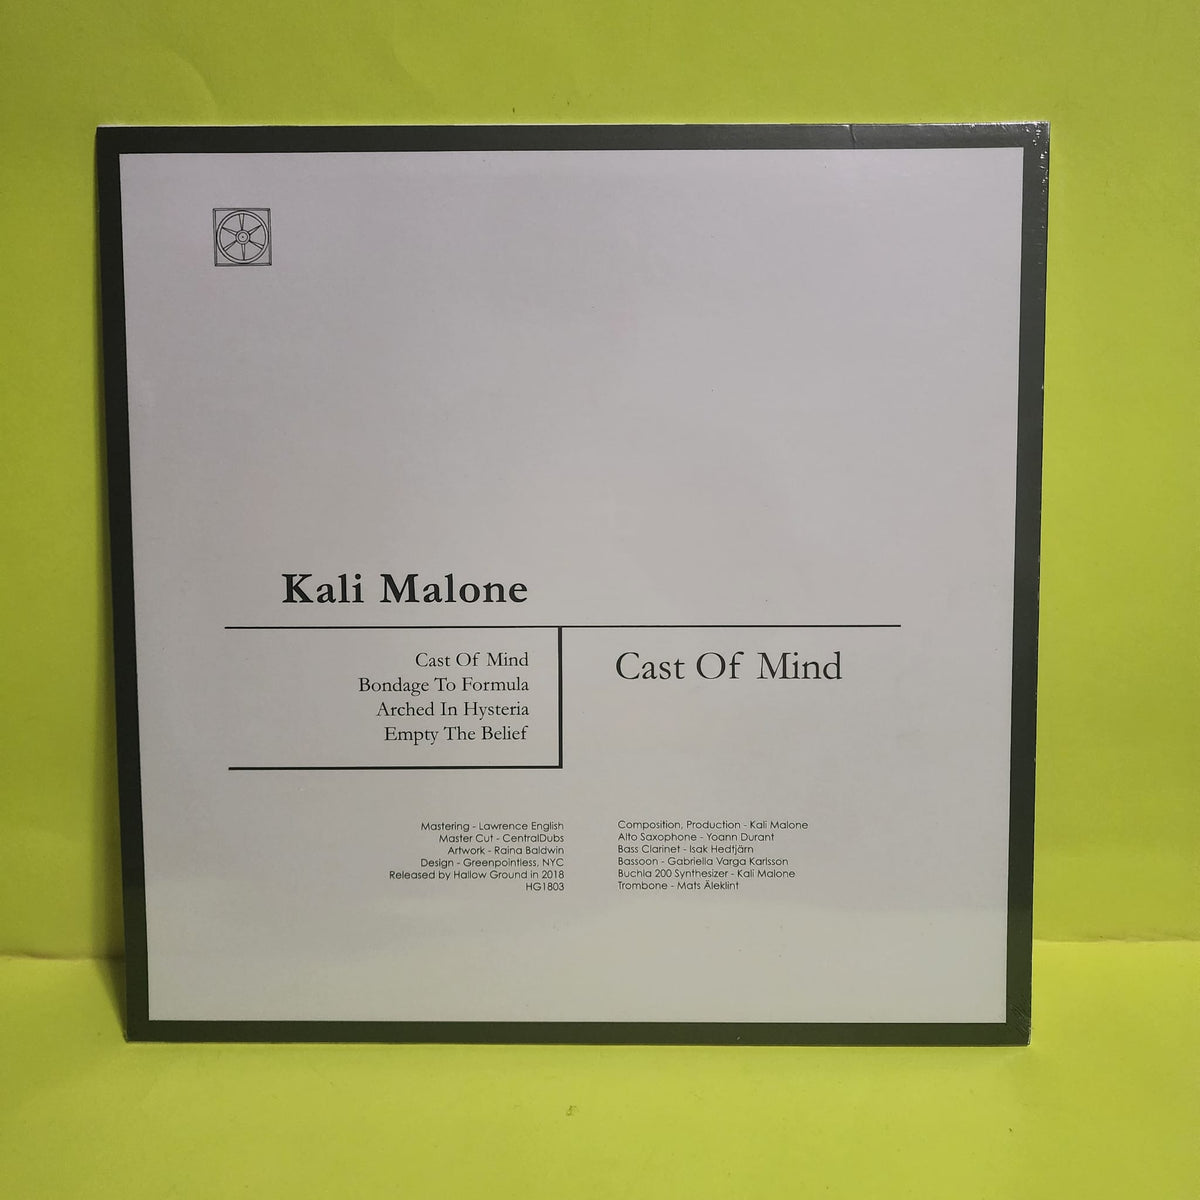 Kali Malone
Cast Of Mind
Bondage To Formula
Arched In Hysteria
Empty The Belief
Cast Of Mind
Mastering - Lawrence English
Master Cut - CentralDubs
Artwork - Raina Baldwin
Design - Greenpointless, NYC
Released by Hallow Ground in 2018
HG1803
Composition, Production - Kali Malone
Alto Saxophone - Yoann Durant
Bass Clarinet - Isak Hedtjärn
Bassoon - Gabriella Varga Karlsson
Buchla 200 Synthesizer - Kali Malone
Trombone - Mats Äleklint